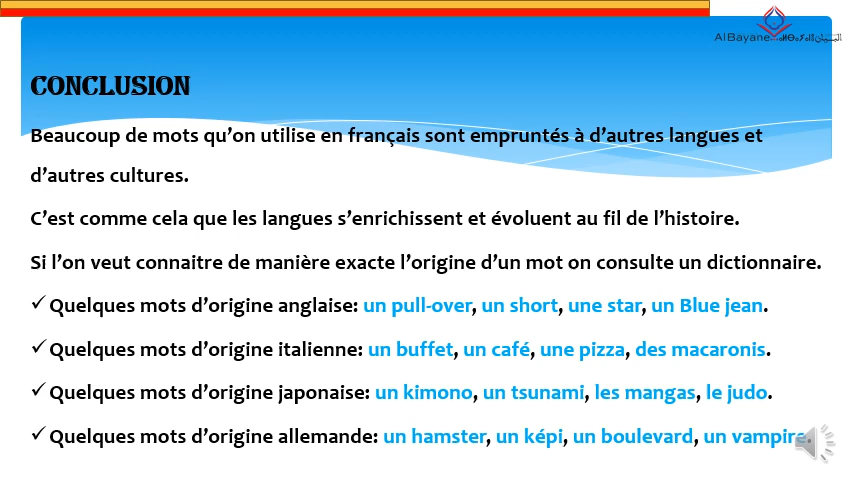 AlBayane
CONCLUSION
Beaucoup de mots qu’on utilise en français sont empruntés à d’autres langues et
d’autres cultures.
C’est comme cela que les langues s’enrichissent et évoluent au fil de l’histoire.
Si l’on veut connaitre de manière exacte l’origine d’un mot on consulte un dictionnaire.
✓ Quelques mots d’origine anglaise: un pull-over, un short, une star, un Blue jean.
✓ Quelques mots d’origine italienne: un buffet, un café, une pizza, des macaronis.
✓ Quelques mots d’origine japonaise: un kimono, un tsunami, les mangas, le judo.
✓ Quelques mots d’origine allemande: un hamster, un képi, un boulevard, un vampire.